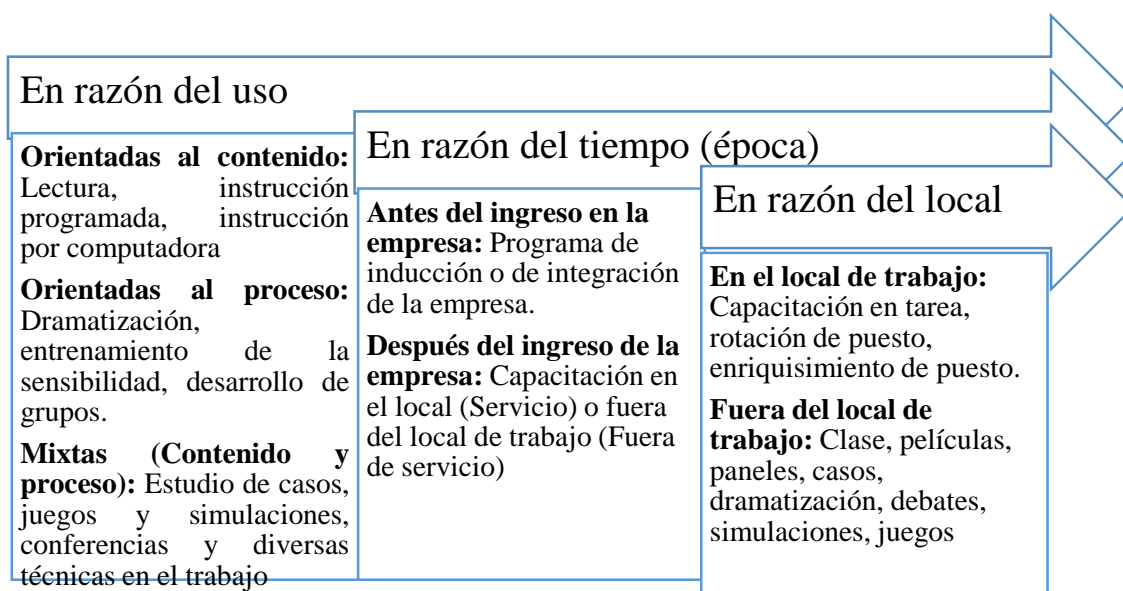 En razón del uso
Orientadas al contenido:
Lectura, instrucción
programada, instrucción
por computadora
Orientadas al proceso:
Dramatización,
entrenamiento de la
sensibilidad, desarrollo de
grupos.
Mixtas (Contenido y
proceso): Estudio de casos,
juegos y simulaciones,
conferencias y diversas
técnicas en el trabajo
En razón del tiempo (época)
Antes del ingreso en la
empresa: Programa de
inducción o de integración
de la empresa.
Después del ingreso de la
empresa: Capacitación en
el local (Servicio) o fuera
del local de trabajo (Fuera
de servicio)
En razón del local
En el local de trabajo:
Capacitación en tarea,
rotación de puesto,
enriquisimiento de puesto.
Fuera del local de
trabajo: Clase, películas,
paneles, casos,
dramatización, debates,
simulaciones, juegos